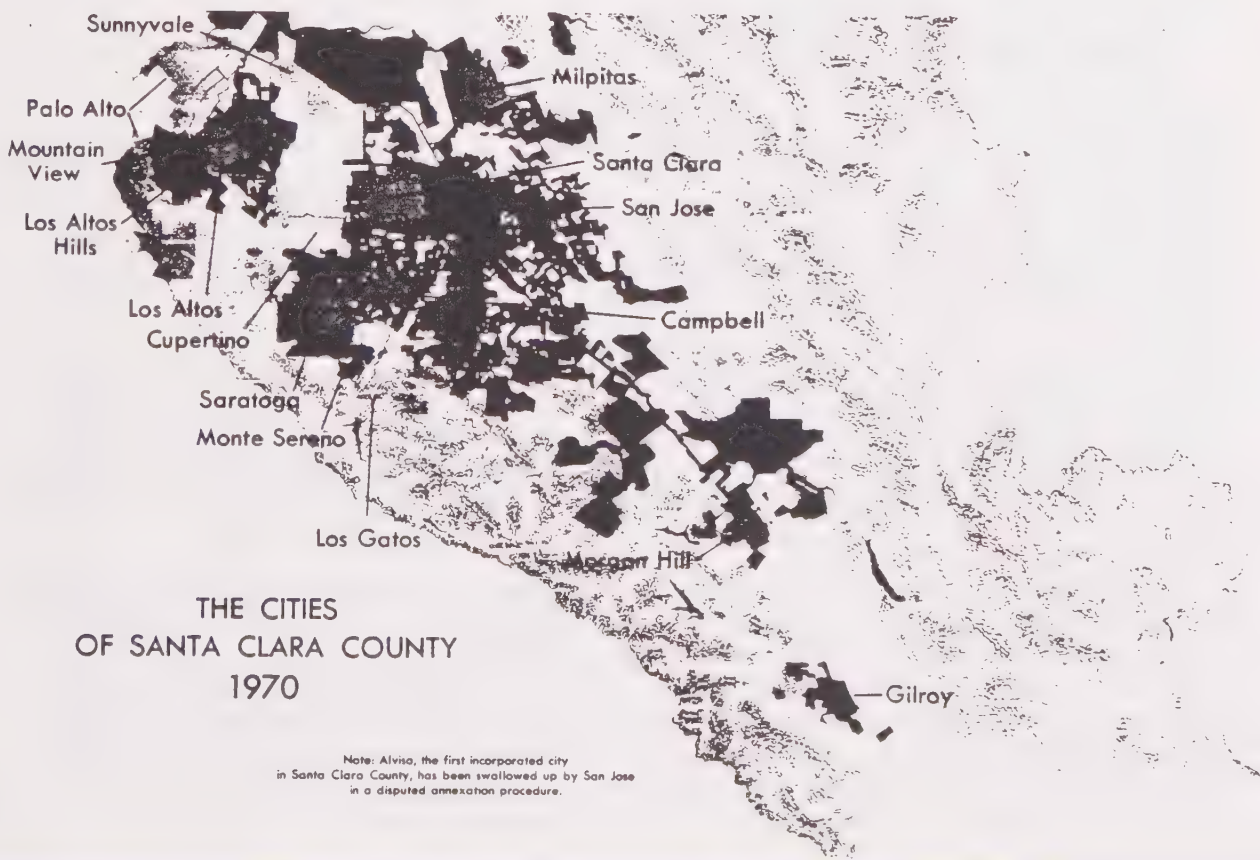 Sunnyvale
Milpitas
Palo Alto
Mountain
View
Santa Clara
San Jose
Los Altos
Hills
Los Altos
Cupertino
Campbell
Saratoga
Monte Sereno
Los Gatos
Morgan Hill
THE CITIES
OF SANTA CLARA COUNTY
1970
Gilroy
Note: Alviso, the first incorporated city
in Santa Clara County, has been swallowed up by San Jose
in a disputed annexation procedure.